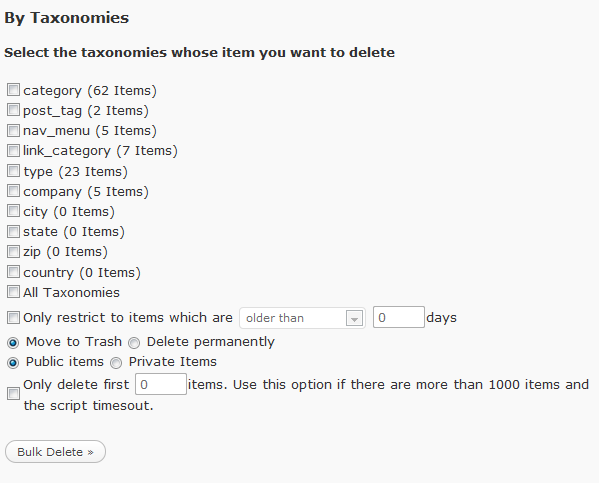 By Taxonomies
Select the taxonomies whose item you want to delete
category (62 Items)
post_tag (2 Items)
nav_menu (5 Items)
link_category (7 Items)
type (23 Items)
company (5 Items)
city (0 Items)
state (0 Items)
zip (0 Items)
country (0 Items)
All Taxonomies
Only restrict to items which are older than 0 days
Move to Trash Delete permanently
Public items Private Items
Only delete first 0 items. Use this option if there are more than 1000 items and
the script timesout.
Bulk Delete »